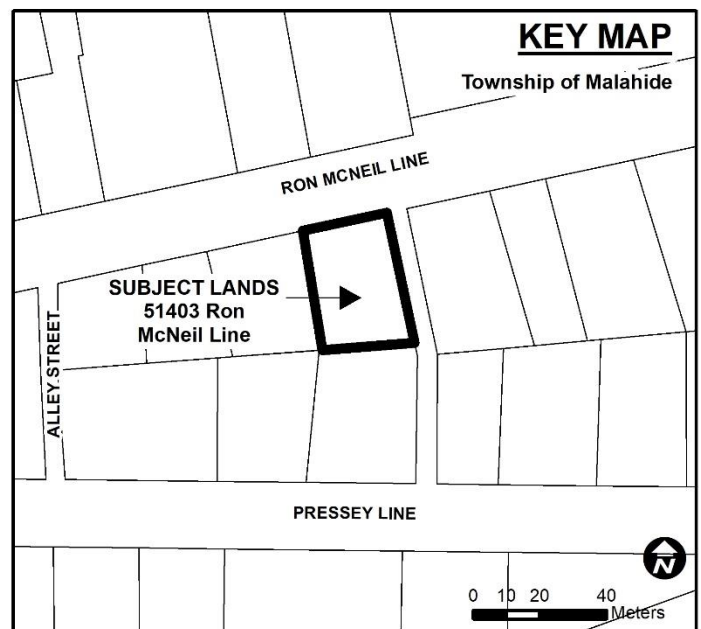 KEY MAP
Township of Malahide
RON MCNEIL LINE
SUBJECT LANDS
51403 Ron
McNeil Line
ALLEY STREET
PRESSEY LINE
N
0 10 20 40
Meters